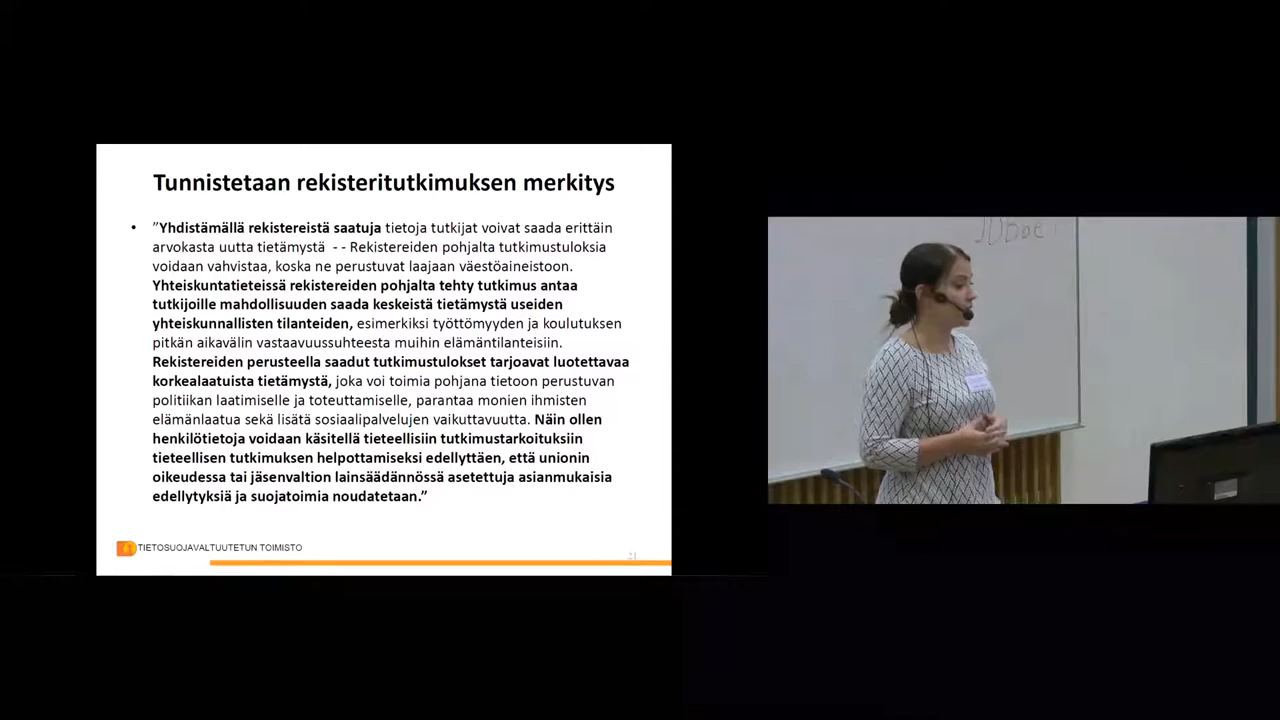 Tunnistetaan rekisteritutkimuksen merkitys
• ”Yhdistämällä rekistereistä saatuja tietoja tutkijat voivat saada erittäin
arvokasta uutta tietämystä - - Rekistereiden pohjalta tutkimustuloksia
voidaan vahvistaa, koska ne perustuvat laajaan väestöaineistoon.
Yhteiskuntatieteissä rekistereiden pohjalta tehty tutkimus antaa
tutkijoille mahdollisuuden saada keskeistä tietämystä useiden
yhteiskunnallisten tilanteiden, esimerkiksi työttömyyden ja koulutuksen
pitkän aikavälin vastaavuussuhteesta muihin elämäntilanteisiin.
Rekistereiden perusteella saadut tutkimustulokset tarjoavat luotettavaa
korkealaatuista tietämystä, joka voi toimia pohjana tietoon perustuvan
politiikan laatimiselle ja toteuttamiselle, parantaa monien ihmisten
elämänlaatua sekä lisätä sosiaalipalvelujen vaikuttavuutta. Näin ollen
henkilötietoja voidaan käsitellä tieteellisiin tutkimustarkoituksiin
tieteellisen tutkimuksen helpottamiseksi edellyttäen, että unionin
oikeudessa tai jäsenvaltion lainsäädännössä asetettuja asianmukaisia
edellytyksiä ja suojatoimia noudatetaan.”
TIETOSUOJAVALTUUTETUN TOIMISTO
21